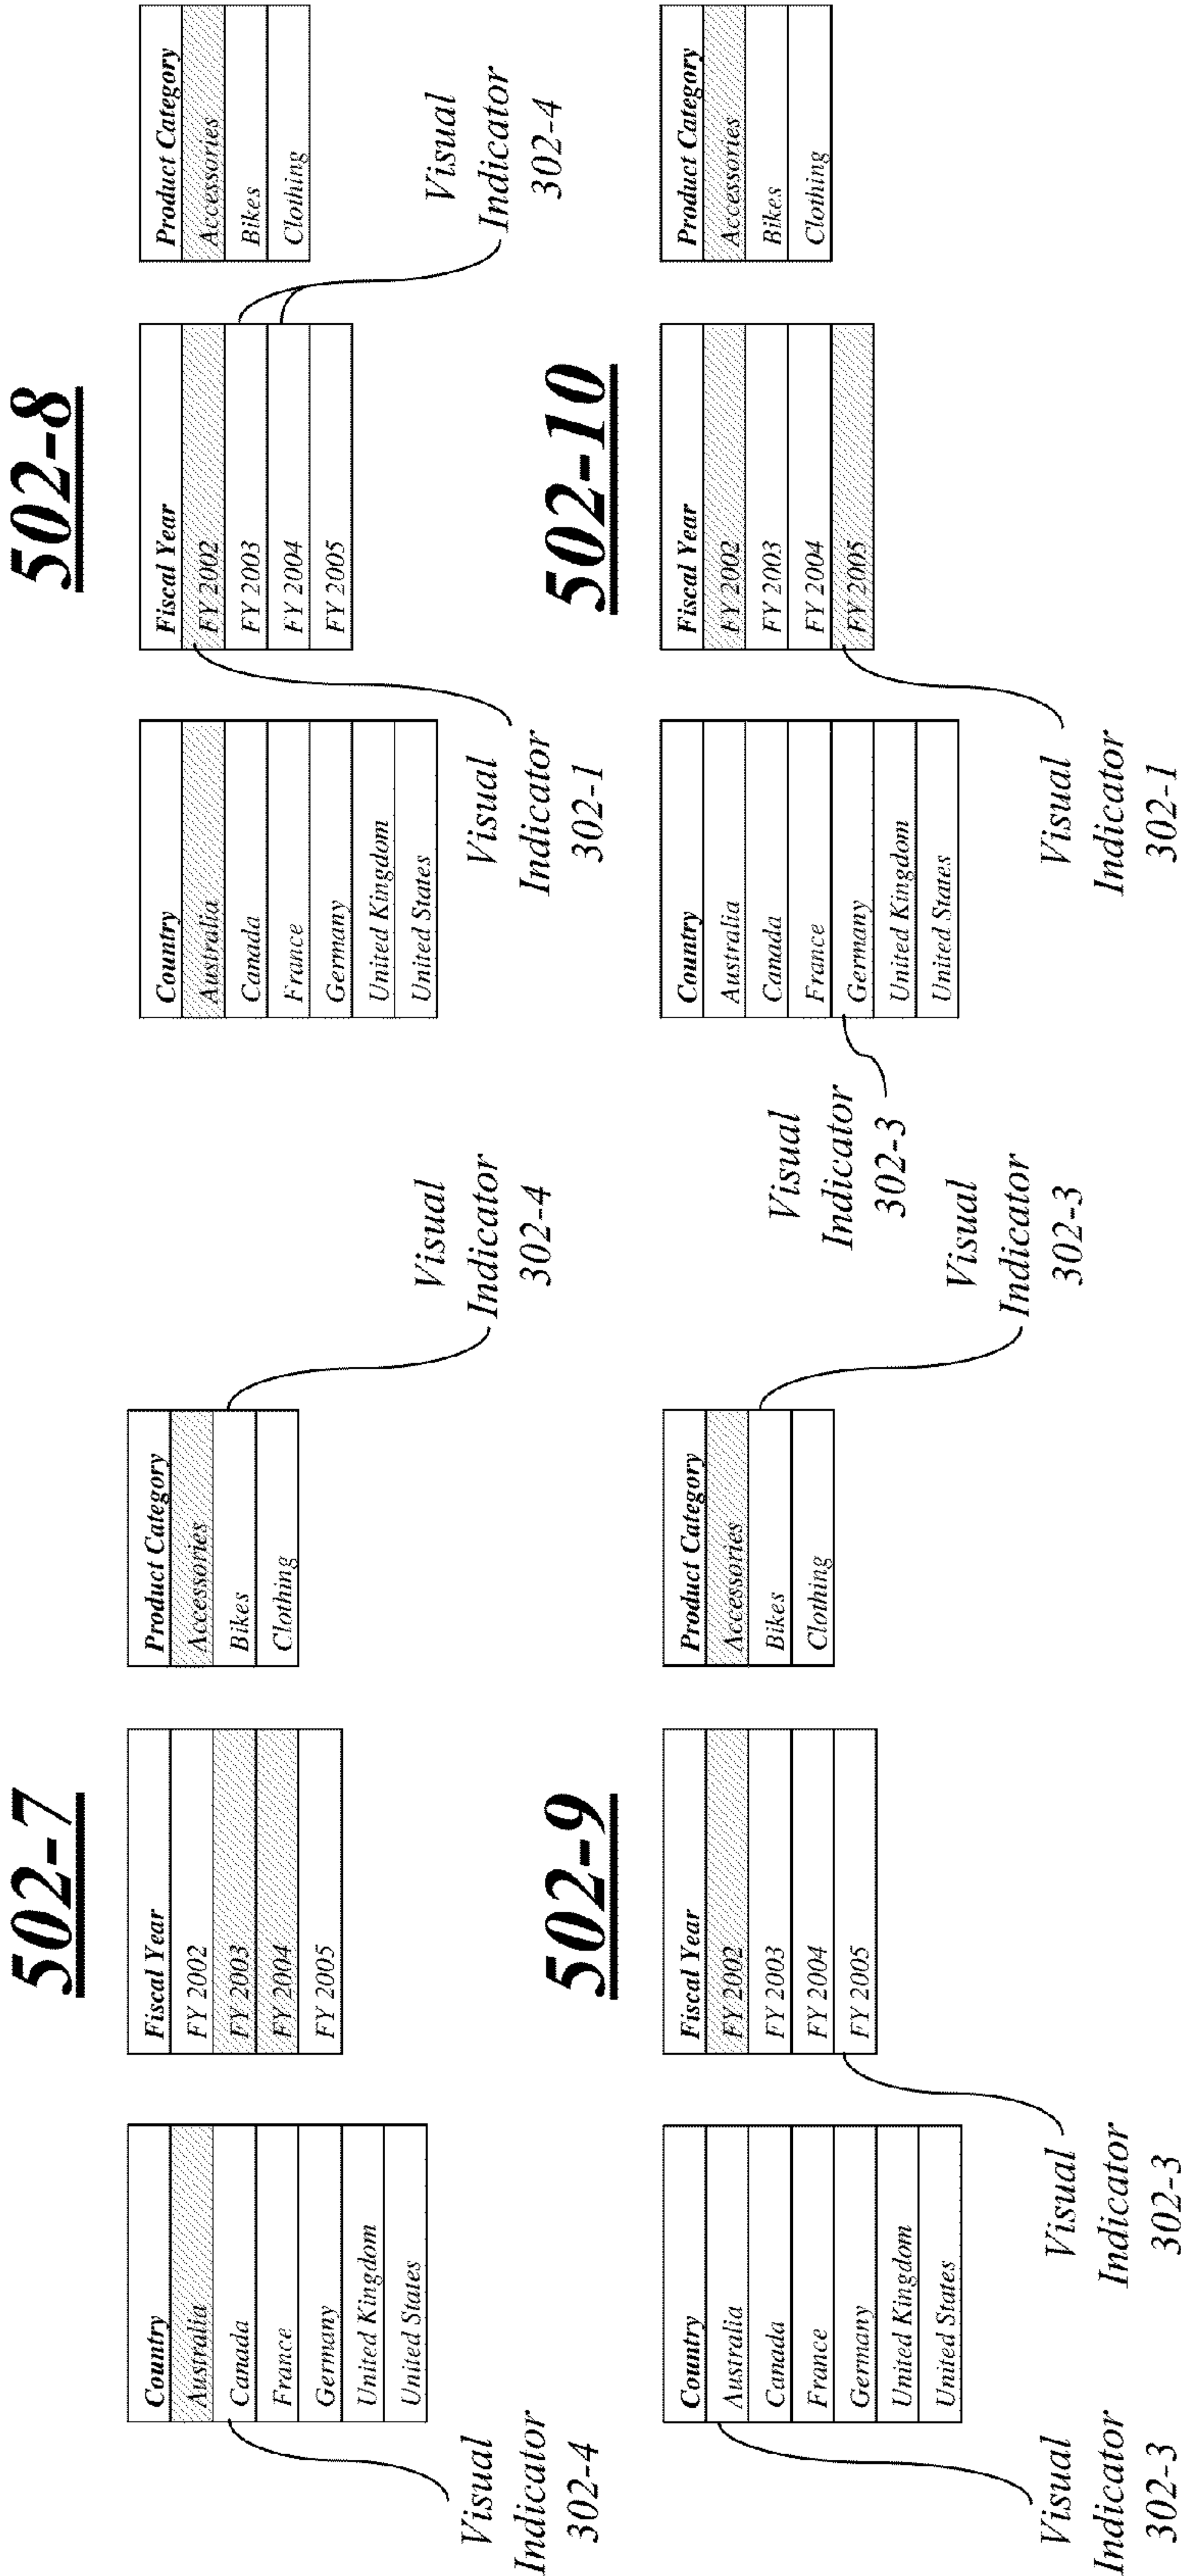 502-7
Country
Australia
Canada
France
Germany
United Kingdom
United States
Visual
Indicator
302-4
Fiscal Year
FY 2002
FY 2003
FY 2004
FY 2005
Product Category
Accessories
Bikes
Clothing
Visual
Indicator
302-4
502-8
Country
Australia
Canada
France
Germany
United Kingdom
United States
Fiscal Year
FY 2002
FY 2003
FY 2004
FY 2005
Visual
Indicator
302-1
Product Category
Accessories
Bikes
Clothing
Visual
Indicator
302-4
502-9
Country
Australia
Canada
France
Germany
United Kingdom
United States
Visual
Indicator
302-3
Fiscal Year
FY 2002
FY 2003
FY 2004
FY 2005
Visual
Indicator
302-3
Product Category
Accessories
Bikes
Clothing
Visual
Indicator
302-3
502-10
Country
Australia
Canada
France
Germany
United Kingdom
United States
Visual
Indicator
302-3
Fiscal Year
FY 2002
FY 2003
FY 2004
FY 2005
Visual
Indicator
302-1
Product Category
Accessories
Bikes
Clothing